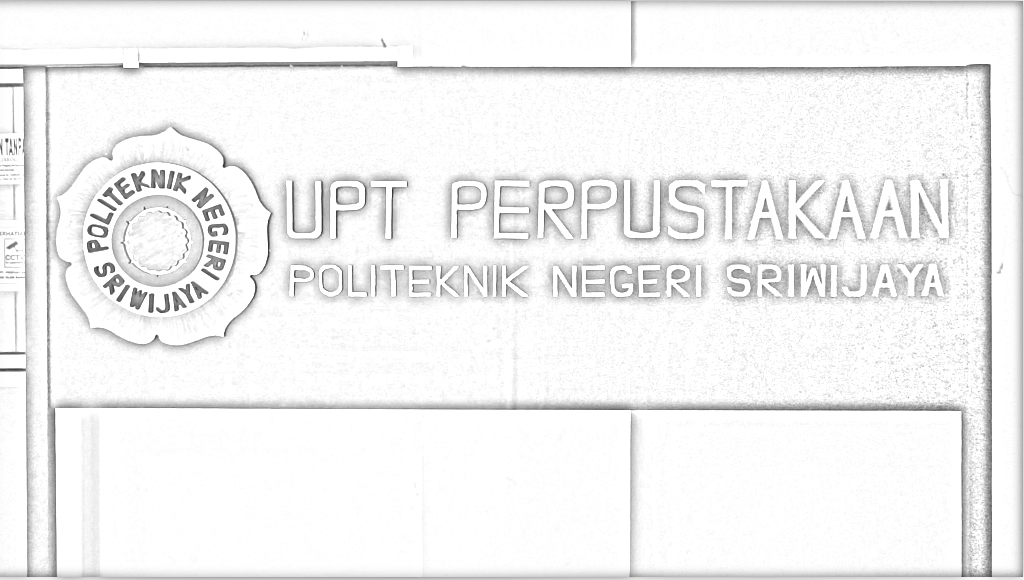 UPT PERPUSTAKAAN
POLITEKNIK NEGERI SRIWIJAYA
POLITEKNIK NEGERI
SRIWIJAYA